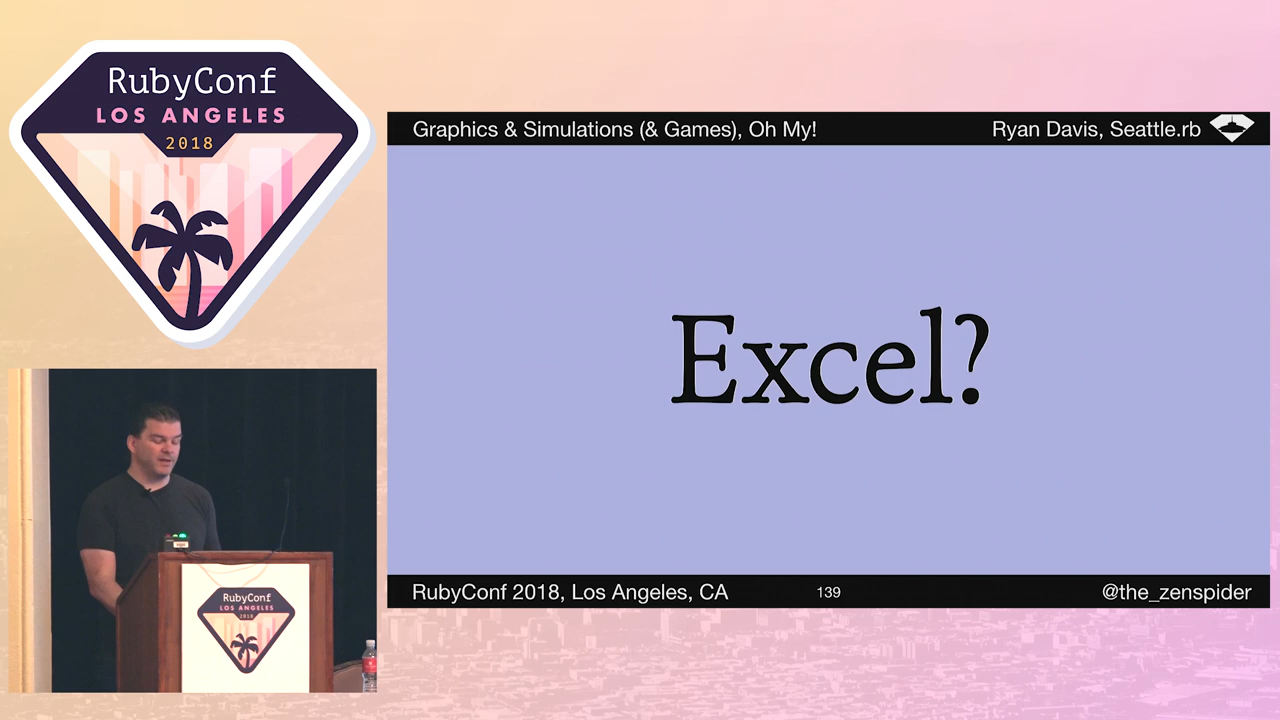 RubyConf
LOS ANGELES
2018
Graphics & Simulations (& Games), Oh My!
Ryan Davis, Seattle.rb
Excel?
RubyConf 2018, Los Angeles, CA
139
@the_zenspider
RubyConf
LOS ANGELES
2018